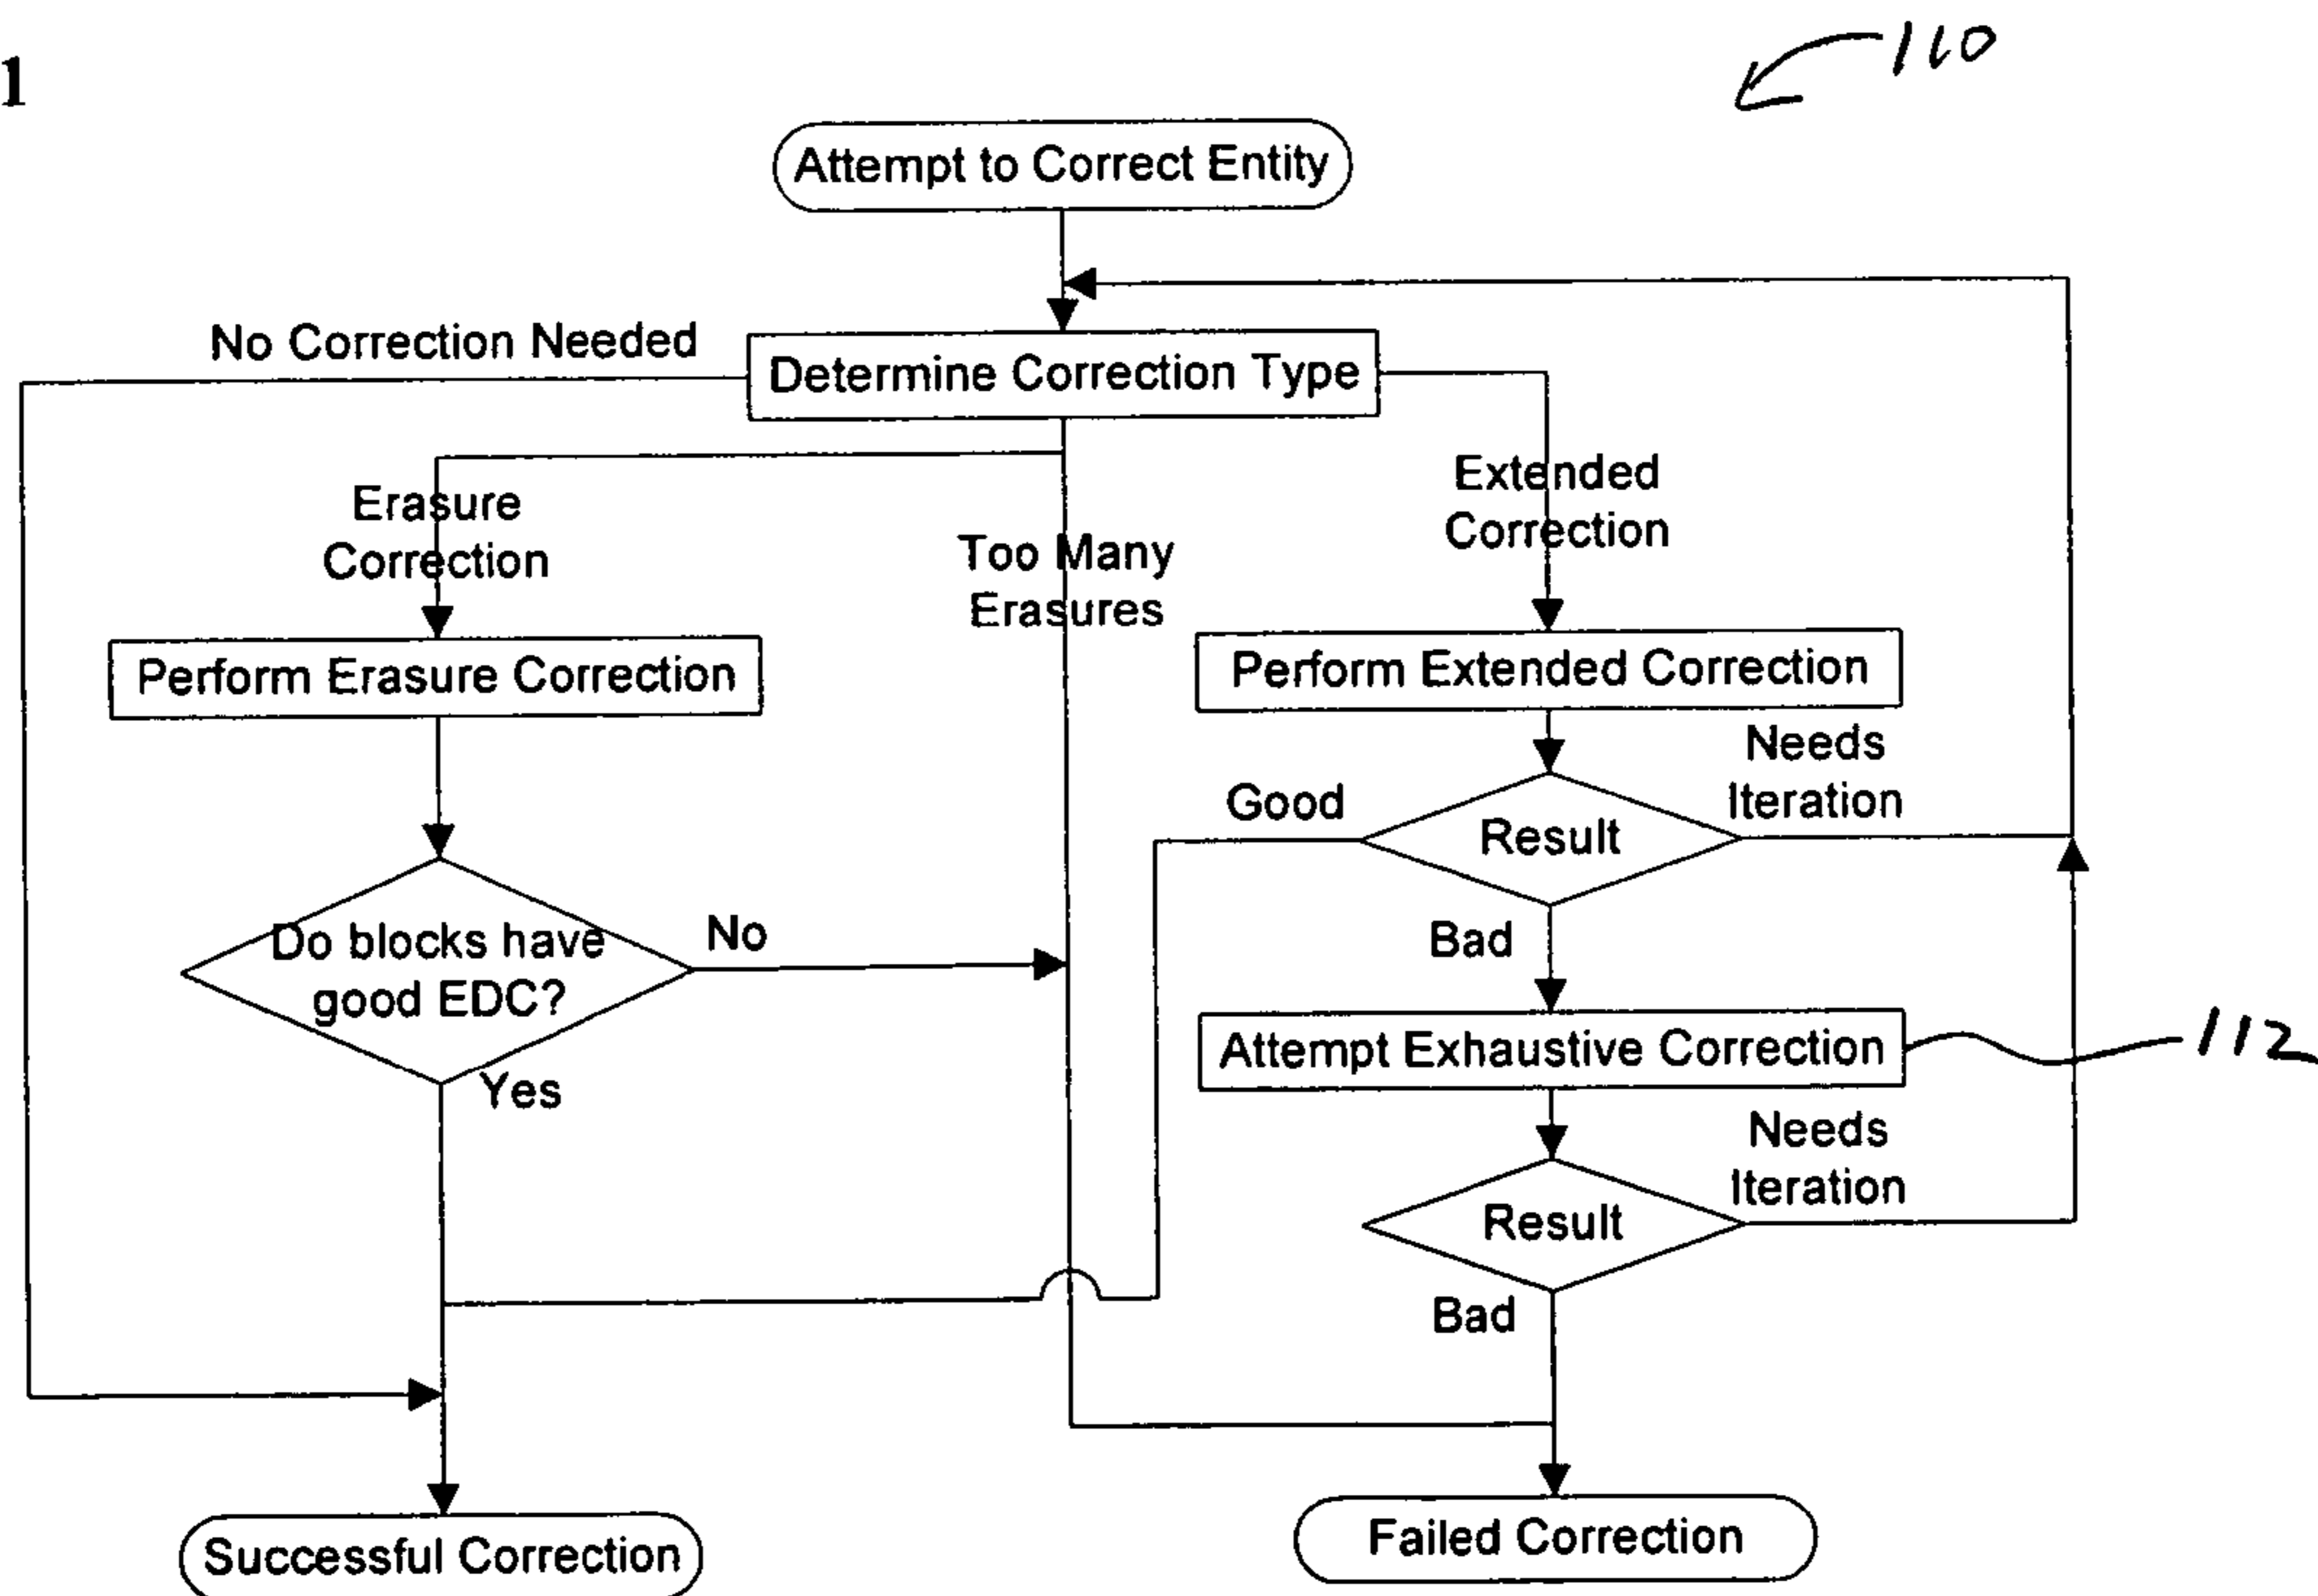 1
110
Attempt to Correct Entity
No Correction Needed
Determine Correction Type
Erasure
Correction
Too Many
Erasures
Extended
Correction
Perform Erasure Correction
Perform Extended Correction
Needs
Iteration
Good
Result
Do blocks have
good EDC?
No
Bad
Yes
Attempt Exhaustive Correction
112
Needs
Iteration
Result
Bad
Successful Correction
Failed Correction